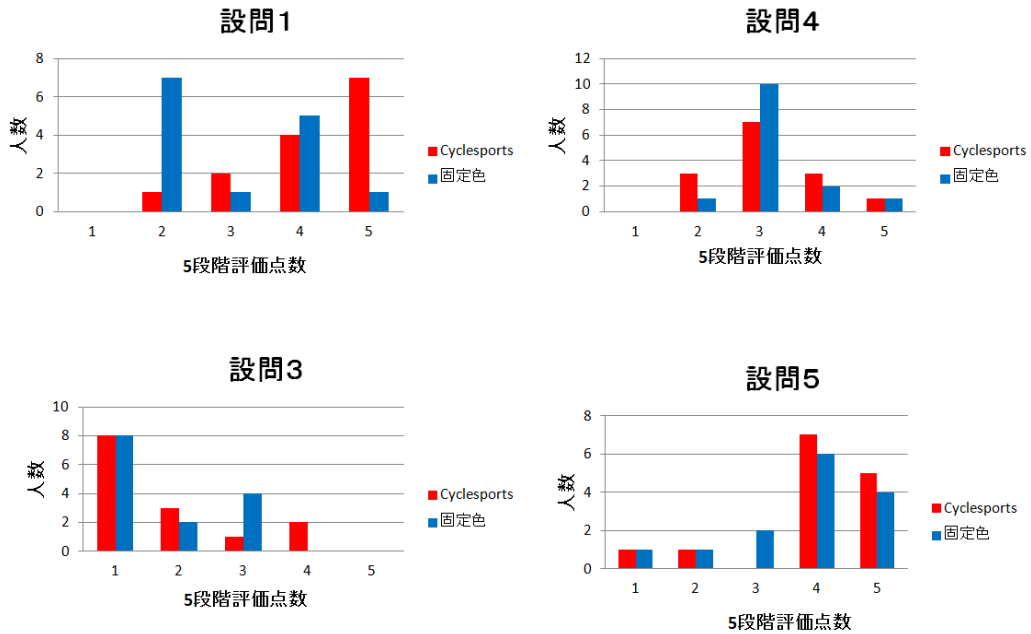 設問1
8
6
4
2
0
人数
1 2 3 4 5
5段階評価点数
Cyclesports
固定色
設問4
12
10
8
6
4
2
0
人数
1 2 3 4 5
5段階評価点数
Cyclesports
固定色
設問3
10
8
6
4
2
0
人数
1 2 3 4 5
5段階評価点数
Cyclesports
固定色
設問5
8
6
4
2
0
人数
1 2 3 4 5
5段階評価点数
Cyclesports
固定色